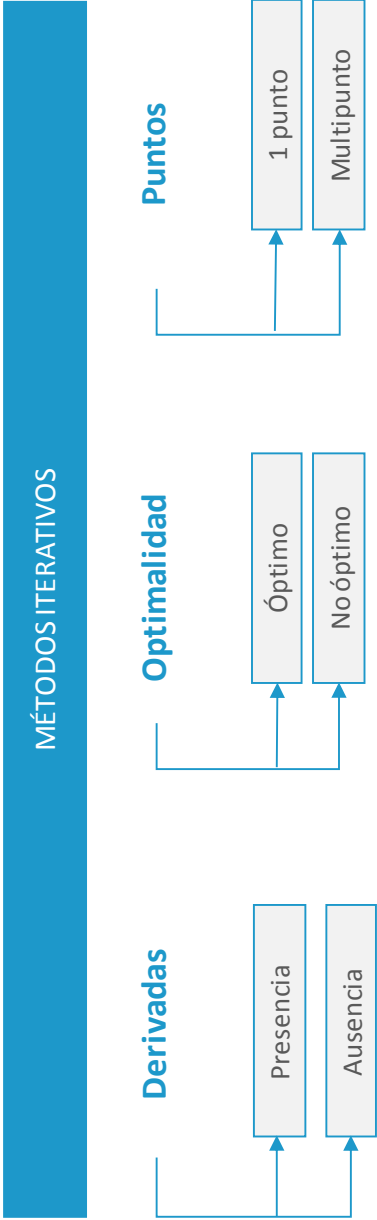 MÉTODOS ITERATIVOS
Derivadas
Presencia
Ausencia
Optimalidad
Óptimo
No óptimo
Puntos
1 punto
Multipunto